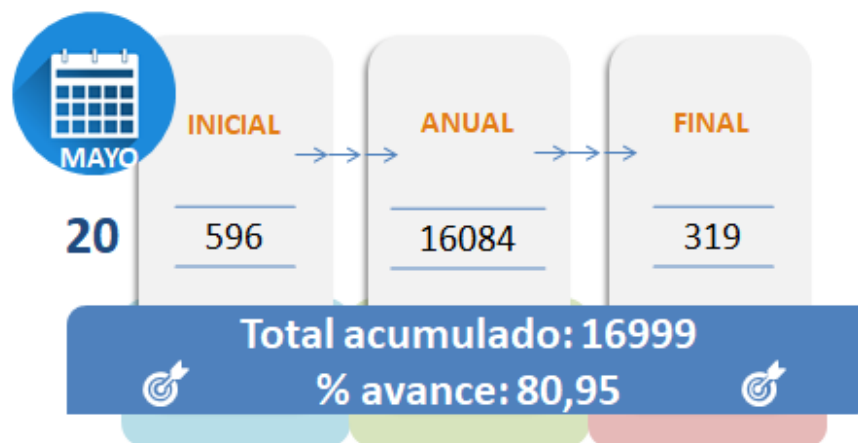 MAYO
INICIAL
ANUAL
FINAL
20
596
16084
319
Total acumulado: 16999
% avance: 80,95